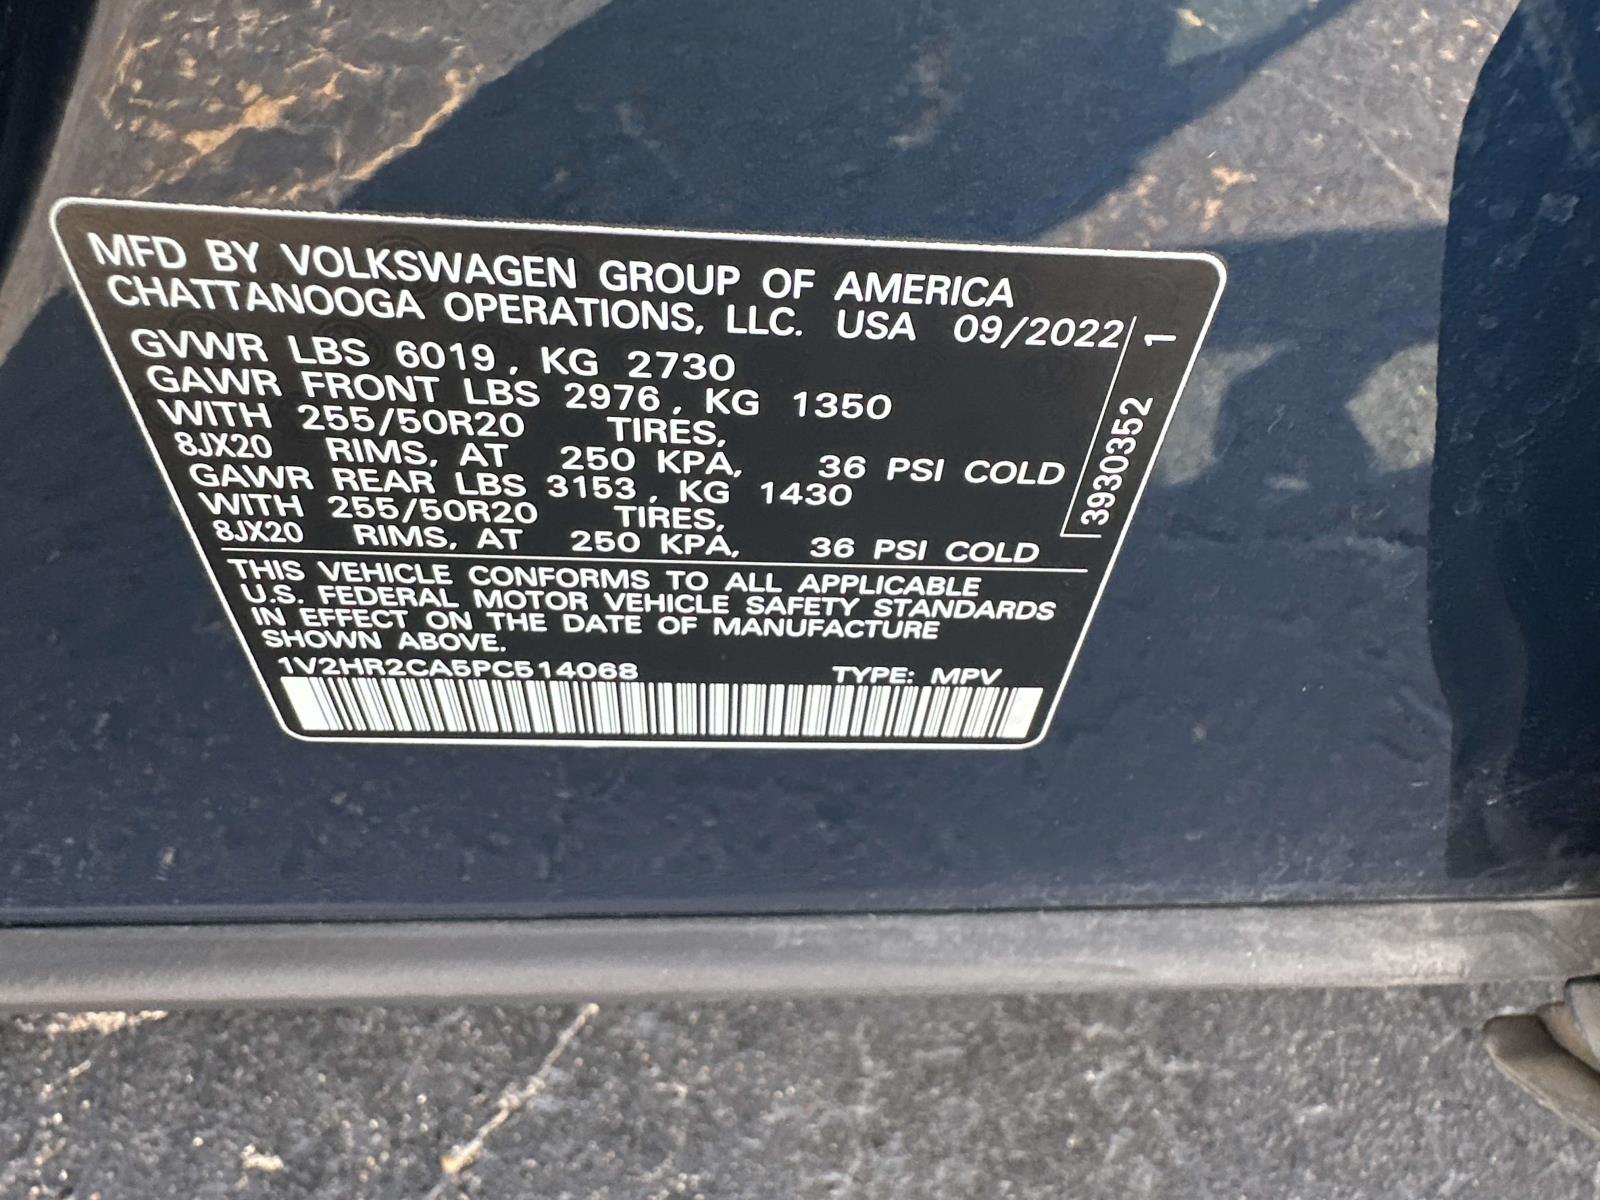 MFD BY VOLKSWAGEN GROUP OF AMERICA
CHATTANOOGA OPERATIONS, LLC. USA 09/2022
GVWR LBS 6019, KG 2730
GAWR FRONT LBS 2976, KG 1350
WITH 255/50R20 TIRES,
8JX20 RIMS, AT 250 KPA, 36 PSI COLD
GAWR REAR LBS 3153, KG 1430
WITH 255/50R20 TIRES,
8JX20 RIMS, AT 250 KPA, 36 PSI COLD
THIS VEHICLE CONFORMS TO ALL APPLICABLE
U.S. FEDERAL MOTOR VEHICLE SAFETY STANDARDS
IN EFFECT ON THE DATE OF MANUFACTURE
SHOWN ABOVE.
1V2HR2CA5PC514068 TYPE: MPV
3930352 1